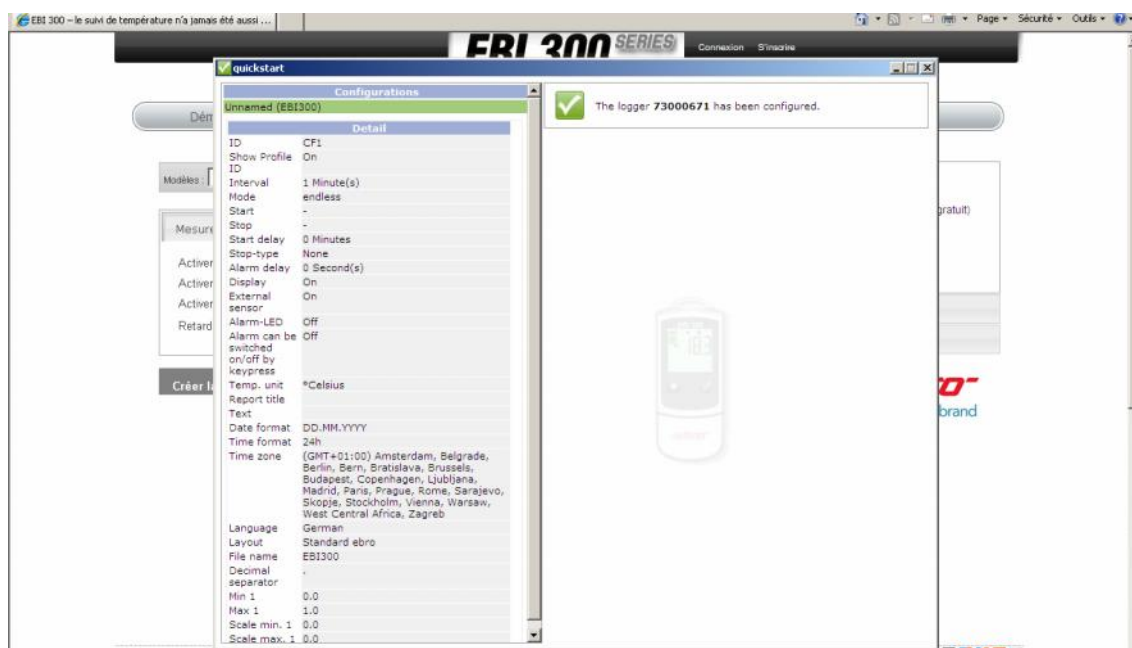 EBI 300 – le suivi de température n'a jamais été aussi ...
Page Sécurité Outils
EBI 300 SERIES Connexion S'inscrire
quickstart
Configurations
Unnamed (EBI300)
The logger 73000671 has been configured.
Detail
ID CF1
Show Profile ID On
Interval 1 Minute(s)
Mode endless
Start -
Stop -
Start delay 0 Minutes
Stop-type None
Alarm delay 0 Second(s)
Display On
External sensor On
Alarm-LED Off
Alarm can be switched on/off by keypress Off
Temp. unit °Celsius
Report title
Text
Date format DD.MM.YYYY
Time format 24h
Time zone (GMT+01:00) Amsterdam, Belgrade,
Berlin, Bern, Bratislava, Brussels,
Budapest, Copenhagen, Ljubljana,
Madrid, Paris, Prague, Rome, Sarajevo,
Skopje, Stockholm, Vienna, Warsaw,
West Central Africa, Zagreb
Language German
Layout Standard ebro
File name EBI300
Decimal separator .
Min 1 0.0
Max 1 1.0
Scale min. 1 0.0
Scale max. 1 0.0
Dém
Modèles :
Mesure
Activer
Activer
Activer
Retard
Créer la
gratuit)
brand